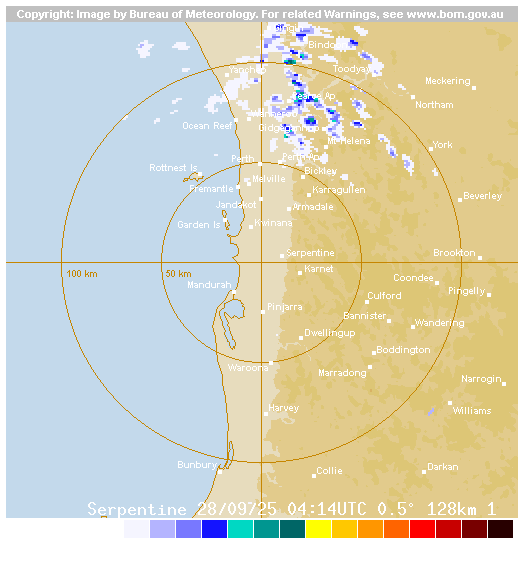 Copyright: Image by Bureau of Meteorology. For related Warnings, see www.bom.gov.au
Bindo
Yanchep
Toodyay
Meckering
Northam
Ocean Reef
Gidgegannup
Mt Helena
York
Perth
Perth Ap
Rottnest Is
Bickley
Melville
Fremantle
Karragullen
Beverley
Jandakot
Armadale
Garden Is
Kwinana
Serpentine
Brookton
100 km
50 km
Karnet
Coondee
Mandurah
Pingelly
Culford
Pinjarra
Bannister
Wandering
Dwellingup
Boddington
Waroona
Marradong
Narrogin
Harvey
Williams
Bunbury
Collie
Darkan
Serpentine 28/09/25 04:14UTC 0.5° 128km 1